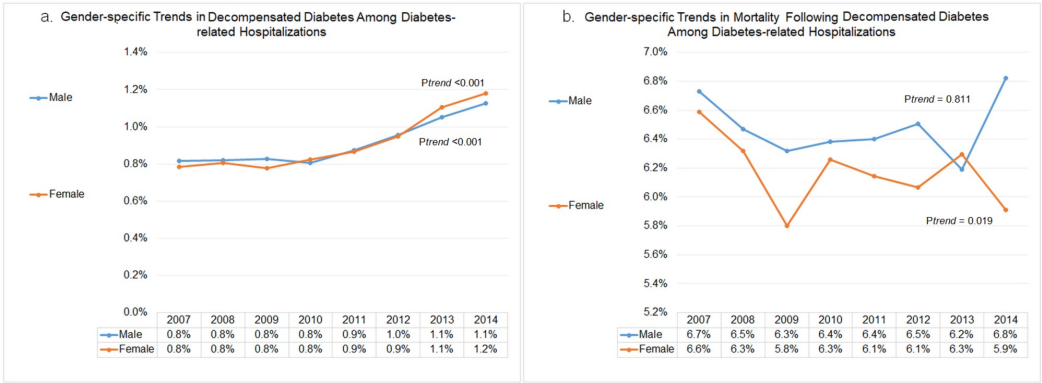 a. Gender-specific Trends in Decompensated Diabetes Among Diabetes-
related Hospitalizations
1.4%
1.2%
1.0%
0.8%
0.6%
0.4%
0.2%
0.0%
Male
Female
Ptrend <0.001
Ptrend <0.001
2007 2008 2009 2010 2011 2012 2013 2014
Male 0.8% 0.8% 0.8% 0.8% 0.9% 1.0% 1.1% 1.1%
Female 0.8% 0.8% 0.8% 0.8% 0.9% 0.9% 1.1% 1.2%
b. Gender-specific Trends in Mortality Following Decompensated Diabetes
Among Diabetes-related Hospitalizations
7.0%
6.8%
6.6%
6.4%
6.2%
6.0%
5.8%
5.6%
5.4%
5.2%
Male
Female
Ptrend = 0.811
Ptrend = 0.019
2007 2008 2009 2010 2011 2012 2013 2014
Male 6.7% 6.5% 6.3% 6.4% 6.4% 6.5% 6.2% 6.8%
Female 6.6% 6.3% 5.8% 6.3% 6.1% 6.1% 6.3% 5.9%